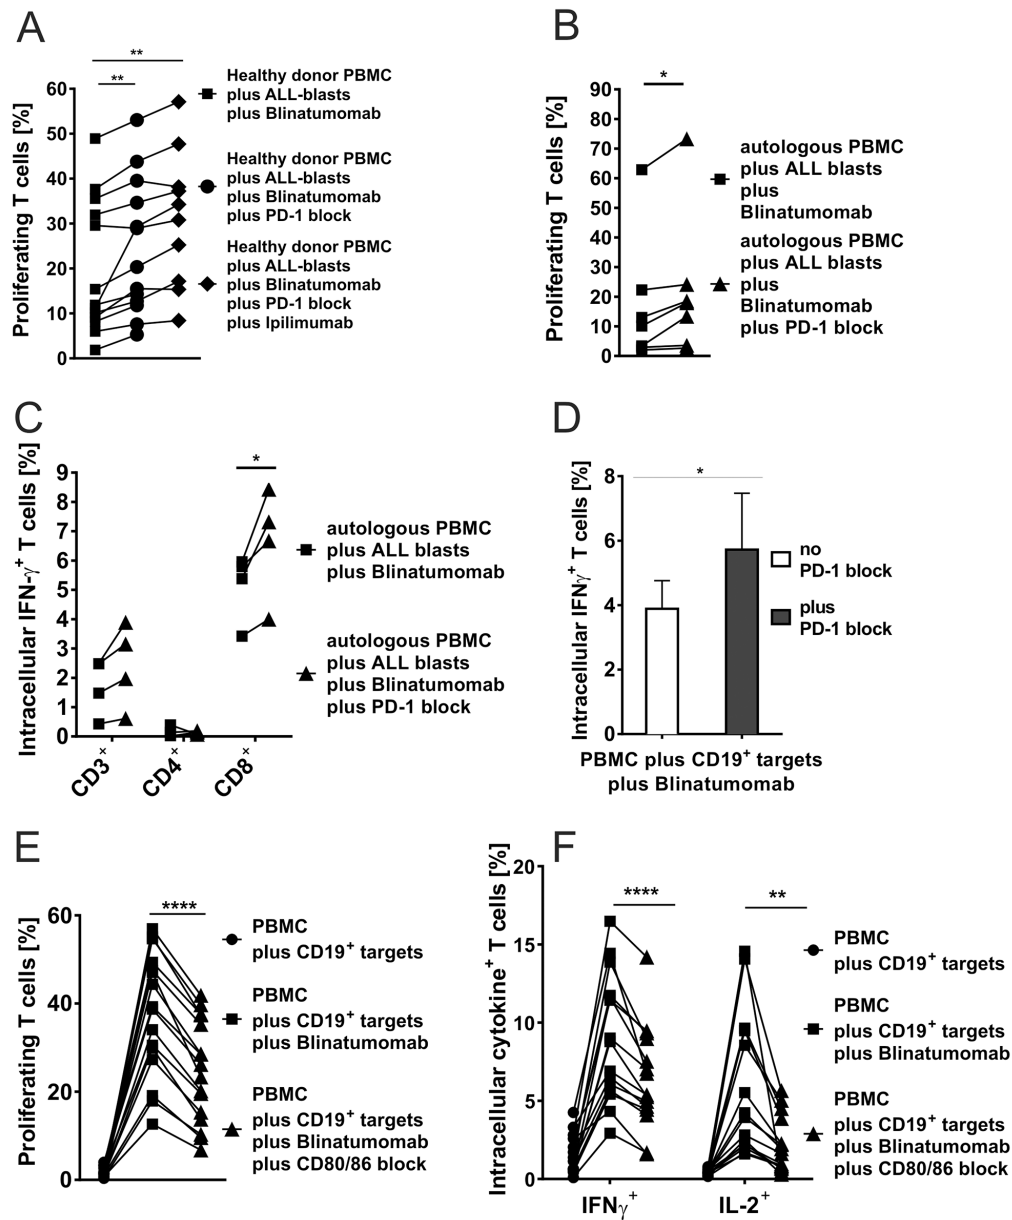 A
Proliferating T cells [%]
60
50
40
30
20
10
0
**
**
Healthy donor PBMC
plus ALL-blasts
plus Blinatumomab
Healthy donor PBMC
plus ALL-blasts
plus Blinatumomab
plus PD-1 block
Healthy donor PBMC
plus ALL-blasts
plus Blinatumomab
plus PD-1 block
plus Ipilimumab
B
Proliferating T cells [%]
90
80
70
60
50
40
30
20
10
0
*
autologous PBMC
plus ALL blasts
plus
Blinatumomab
autologous PBMC
plus ALL blasts
plus
Blinatumomab
plus PD-1 block
C
Intracellular IFN-γ+ T cells [%]
9
8
7
6
5
4
3
2
1
0
*
CD3+
CD4+
CD8+
autologous PBMC
plus ALL blasts
plus Blinatumomab
autologous PBMC
plus ALL blasts
plus Blinatumomab
plus PD-1 block
D
Intracellular IFNγ+ T cells [%]
8
6
4
2
0
*
PBMC plus CD19+ targets
plus Blinatumomab
no
PD-1 block
plus
PD-1 block
E
Proliferating T cells [%]
60
40
20
0
****
PBMC
plus CD19+ targets
PBMC
plus CD19+ targets
plus Blinatumomab
PBMC
plus CD19+ targets
plus Blinatumomab
plus CD80/86 block
F
Intracellular cytokine+ T cells [%]
20
15
10
5
0
****
**
IFNγ+
IL-2+
PBMC
plus CD19+ targets
PBMC
plus CD19+ targets
plus Blinatumomab
PBMC
plus CD19+ targets
plus Blinatumomab
plus CD80/86 block